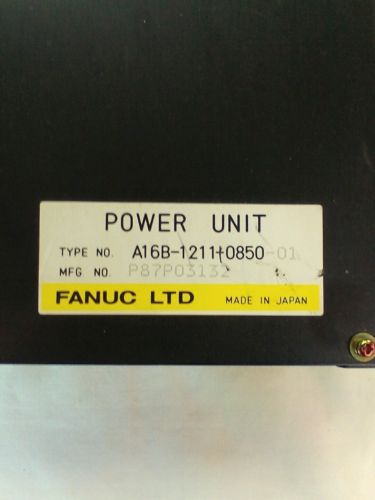 POWER UNIT
TYPE NO. A16B-1211-0850-01
MFG NO. P87P03132
FANUC LTD MADE IN JAPAN